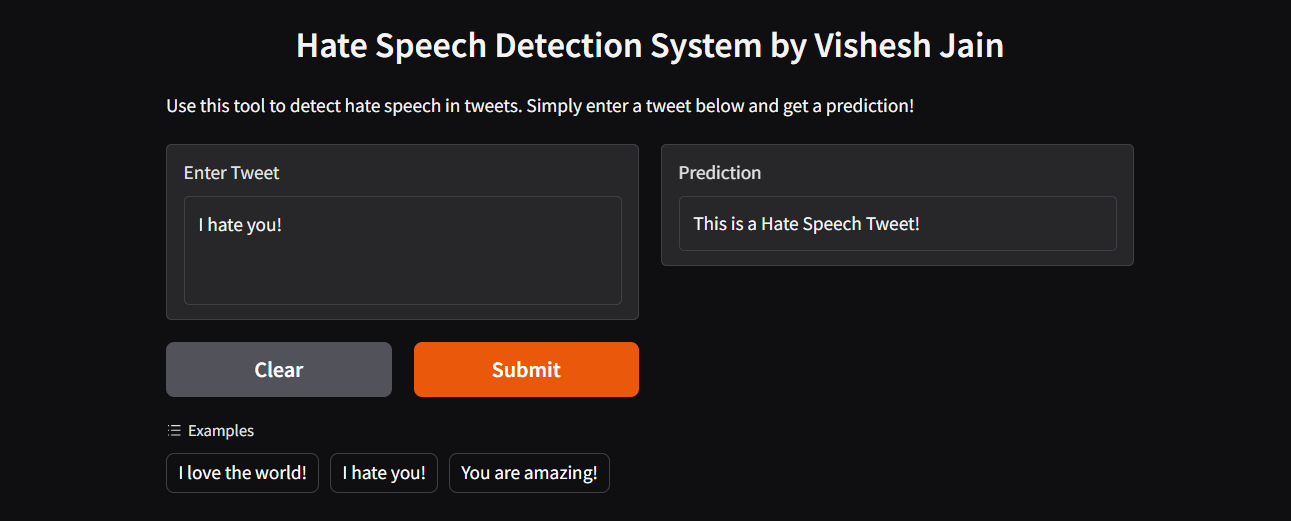 Hate Speech Detection System by Vishesh Jain
Use this tool to detect hate speech in tweets. Simply enter a tweet below and get a prediction!
Enter Tweet
I hate you!
Prediction
This is a Hate Speech Tweet!
Clear
Submit
Examples
I love the world!
I hate you!
You are amazing!